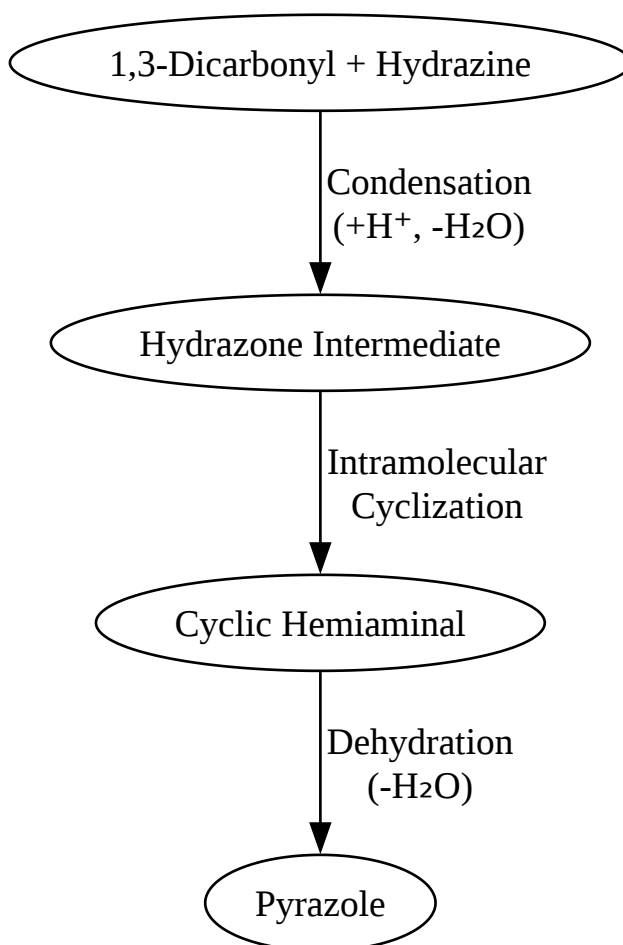 1,3-Dicarbonyl + Hydrazine
Condensation
(+H⁺, -H₂O)
Hydrazone Intermediate
Intramolecular
Cyclization
Cyclic Hemiaminal
Dehydration
(-H₂O)
Pyrazole